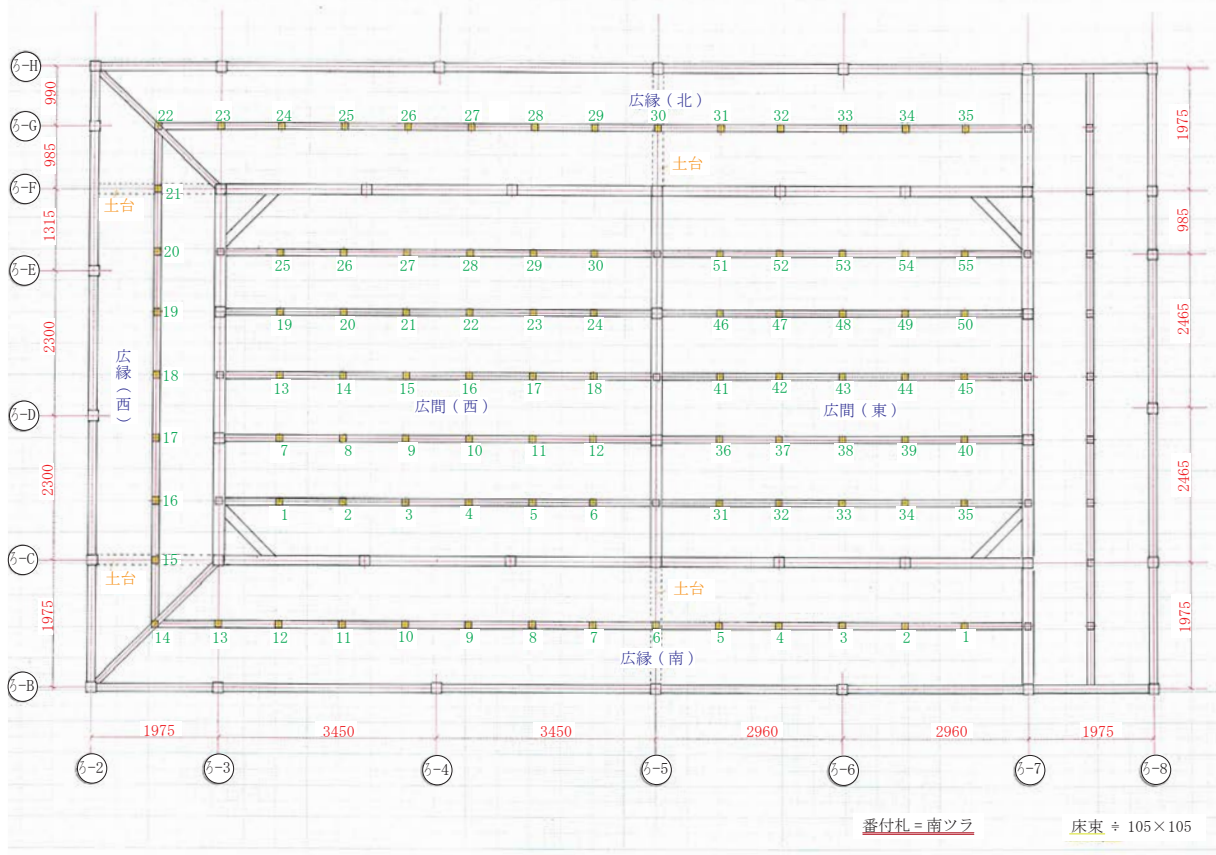 ろ-H
ろ-G
ろ-F
ろ-E
ろ-D
ろ-C
ろ-B
990
985
1315
2300
2300
1975
広縁(北)
22 23 24 25 26 27 28 29 30 31 32 33 34 35
土台
土台
21
20
19
18
17
16
15
広縁(西)
25 26 27 28 29 30 51 52 53 54 55
19 20 21 22 23 24 46 47 48 49 50
13 14 15 16 17 18 41 42 43 44 45
広間(西) 広間(東)
7 8 9 10 11 12 36 37 38 39 40
1 2 3 4 5 6 31 32 33 34 35
土台
土台
14 13 12 11 10 9 8 7 6 5 4 3 2 1
広縁(南)
1975
985
2465
2465
1975
1975 3450 3450 2960 2960 1975
ろ-2 ろ-3 ろ-4 ろ-5 ろ-6 ろ-7 ろ-8
番付札=南ツラ 床束 ÷ 105×105